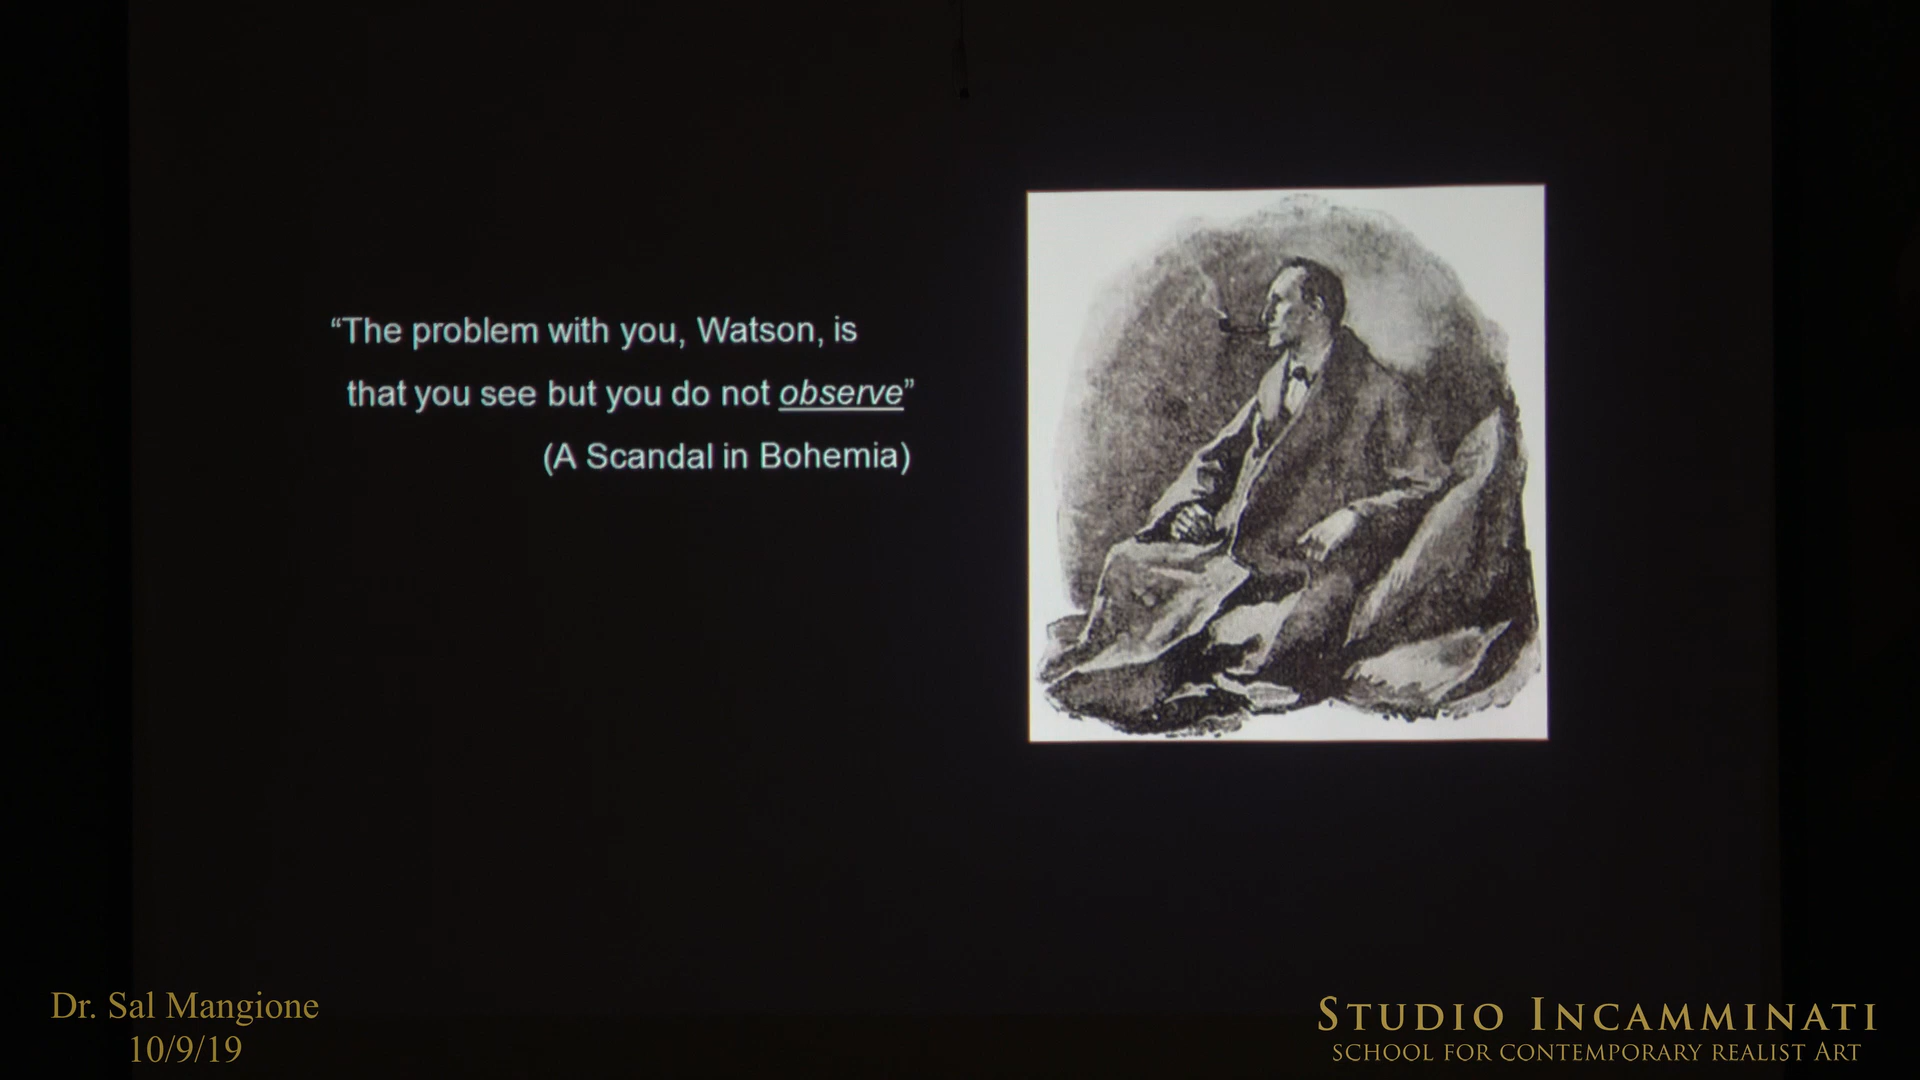 “The problem with you, Watson, is
that you see but you do not observe”
(A Scandal in Bohemia)
Dr. Sal Mangione
10/9/19
STUDIO INCAMMINATI
SCHOOL FOR CONTEMPORARY REALIST ART